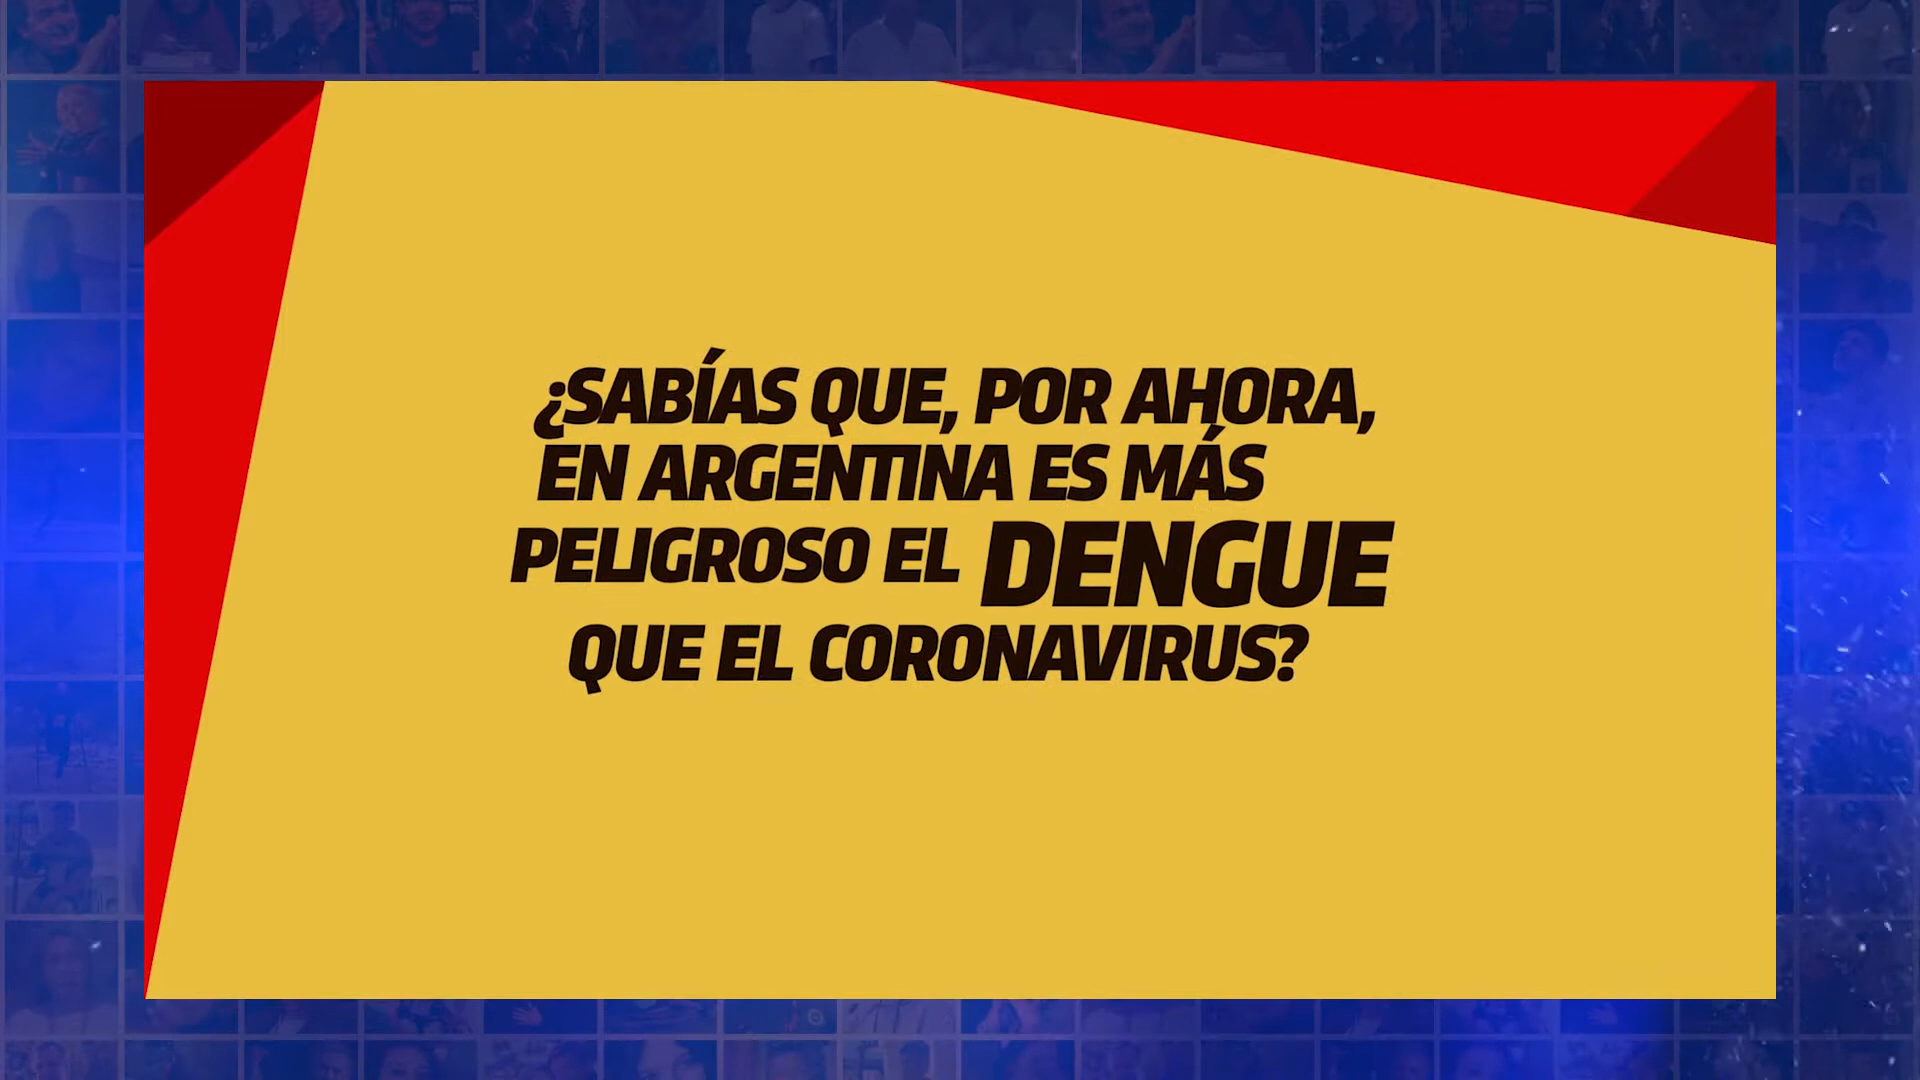 ¿SABÍAS QUE, POR AHORA,
EN ARGENTINA ES MÁS
PELIGROSO EL DENGUE
QUE EL CORONAVIRUS?